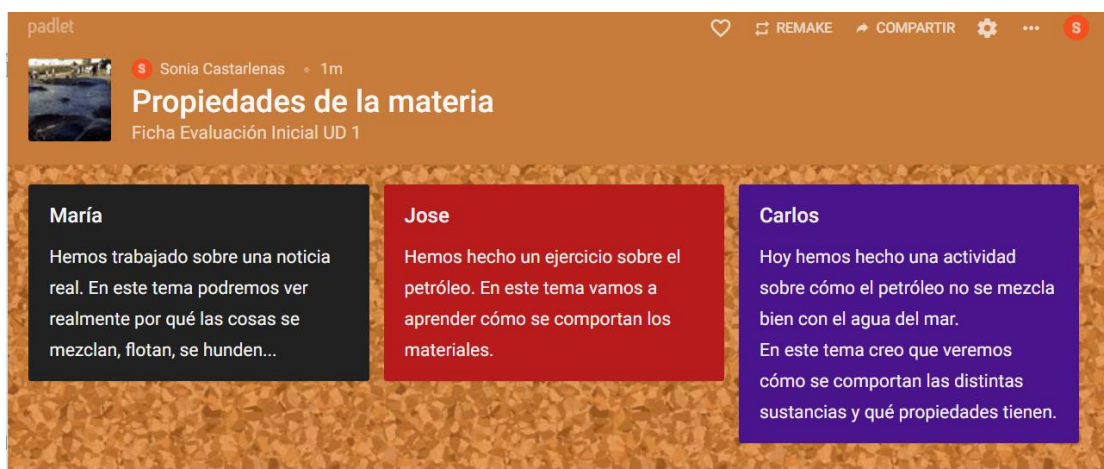 padlet
REMAKE COMPARTIR S
S Sonia Castarlenas • 1m
Propiedades de la materia
Ficha Evaluación Inicial UD 1
María
Hemos trabajado sobre una noticia
real. En este tema podremos ver
realmente por qué las cosas se
mezclan, flotan, se hunden...
Jose
Hemos hecho un ejercicio sobre el
petróleo. En este tema vamos a
aprender cómo se comportan los
materiales.
Carlos
Hoy hemos hecho una actividad
sobre cómo el petróleo no se mezcla
bien con el agua del mar.
En este tema creo que veremos
cómo se comportan las distintas
sustancias y qué propiedades tienen.